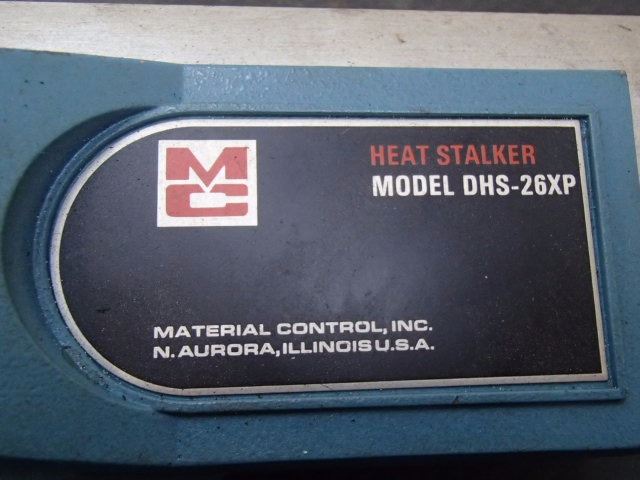 MC
HEAT STALKER
MODEL DHS-26XP
MATERIAL CONTROL, INC.
N. AURORA, ILLINOIS U.S.A.